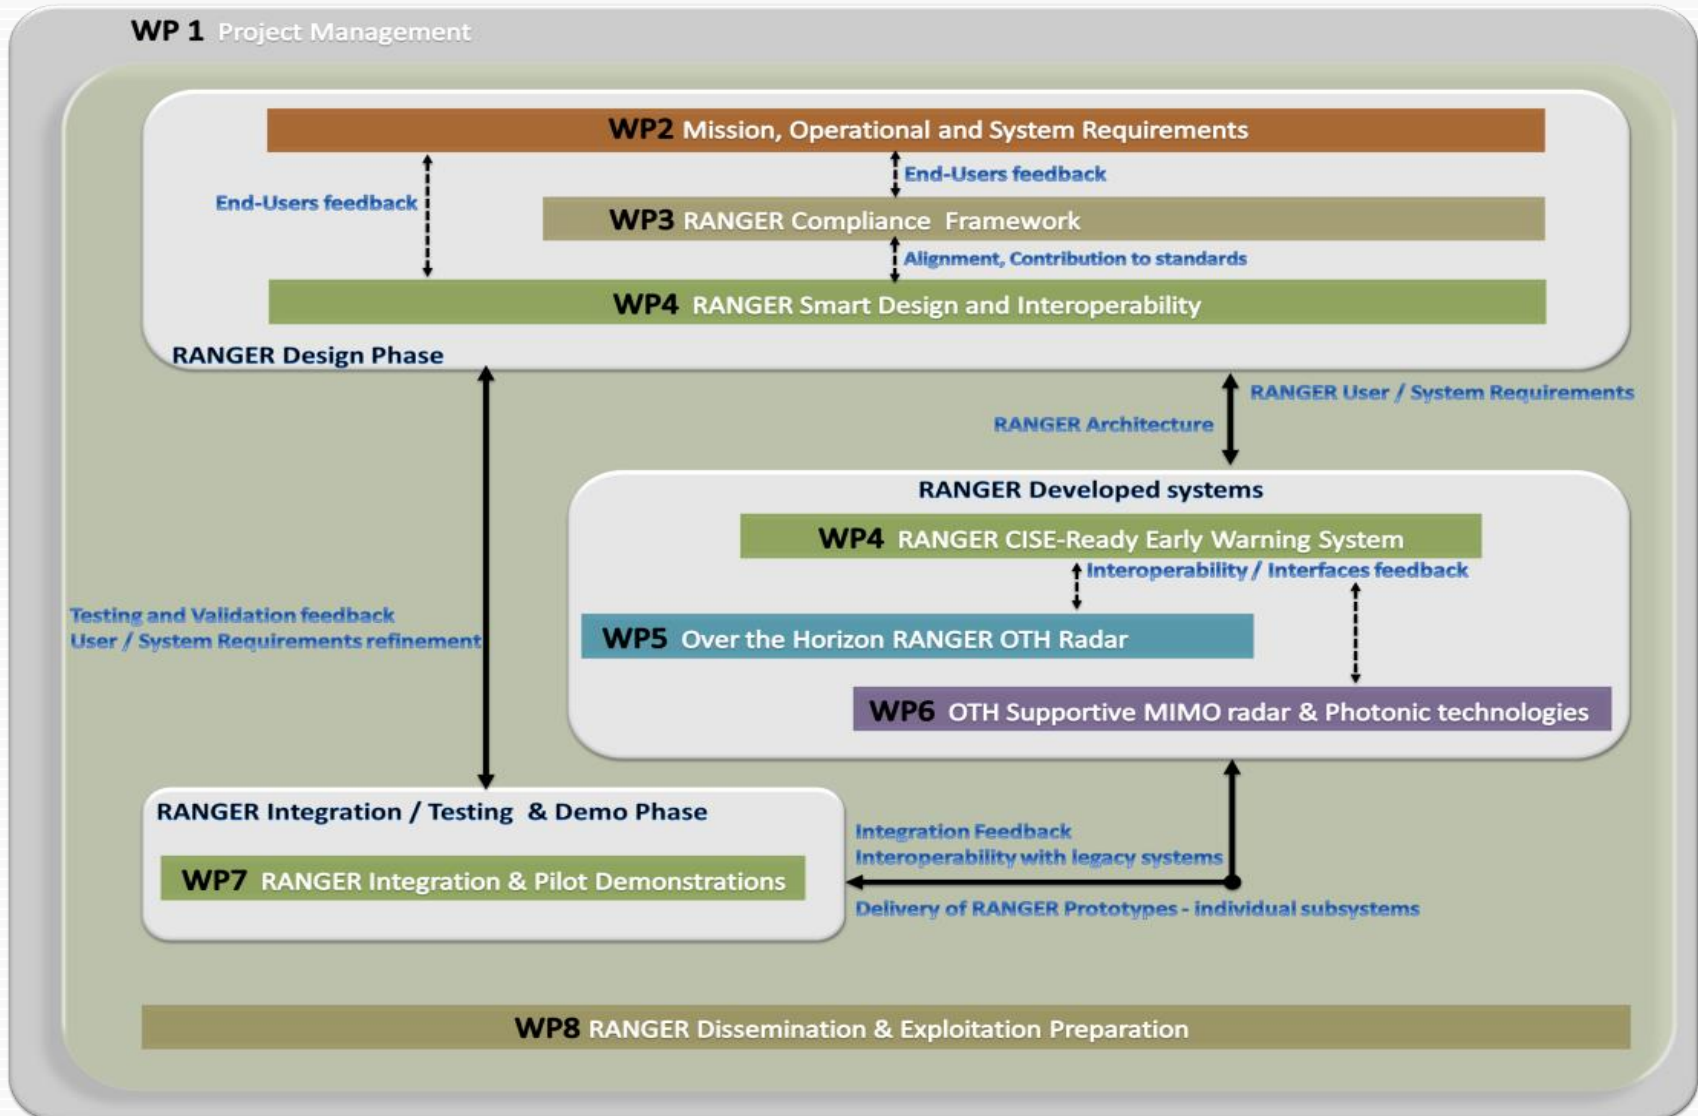 WP 1 Project Management
WP2 Mission, Operational and System Requirements
End-Users feedback
End-Users feedback
WP3 RANGER Compliance Framework
Alignment, Contribution to standards
WP4 RANGER Smart Design and Interoperability
RANGER Design Phase
RANGER User / System Requirements
RANGER Architecture
RANGER Developed systems
WP4 RANGER CISE-Ready Early Warning System
Interoperability / Interfaces feedback
Testing and Validation feedback
User / System Requirements refinement
WP5 Over the Horizon RANGER OTH Radar
WP6 OTH Supportive MIMO radar & Photonic technologies
RANGER Integration / Testing & Demo Phase
WP7 RANGER Integration & Pilot Demonstrations
Integration Feedback
Interoperability with legacy systems
Delivery of RANGER Prototypes - individual subsystems
WP8 RANGER Dissemination & Exploitation Preparation